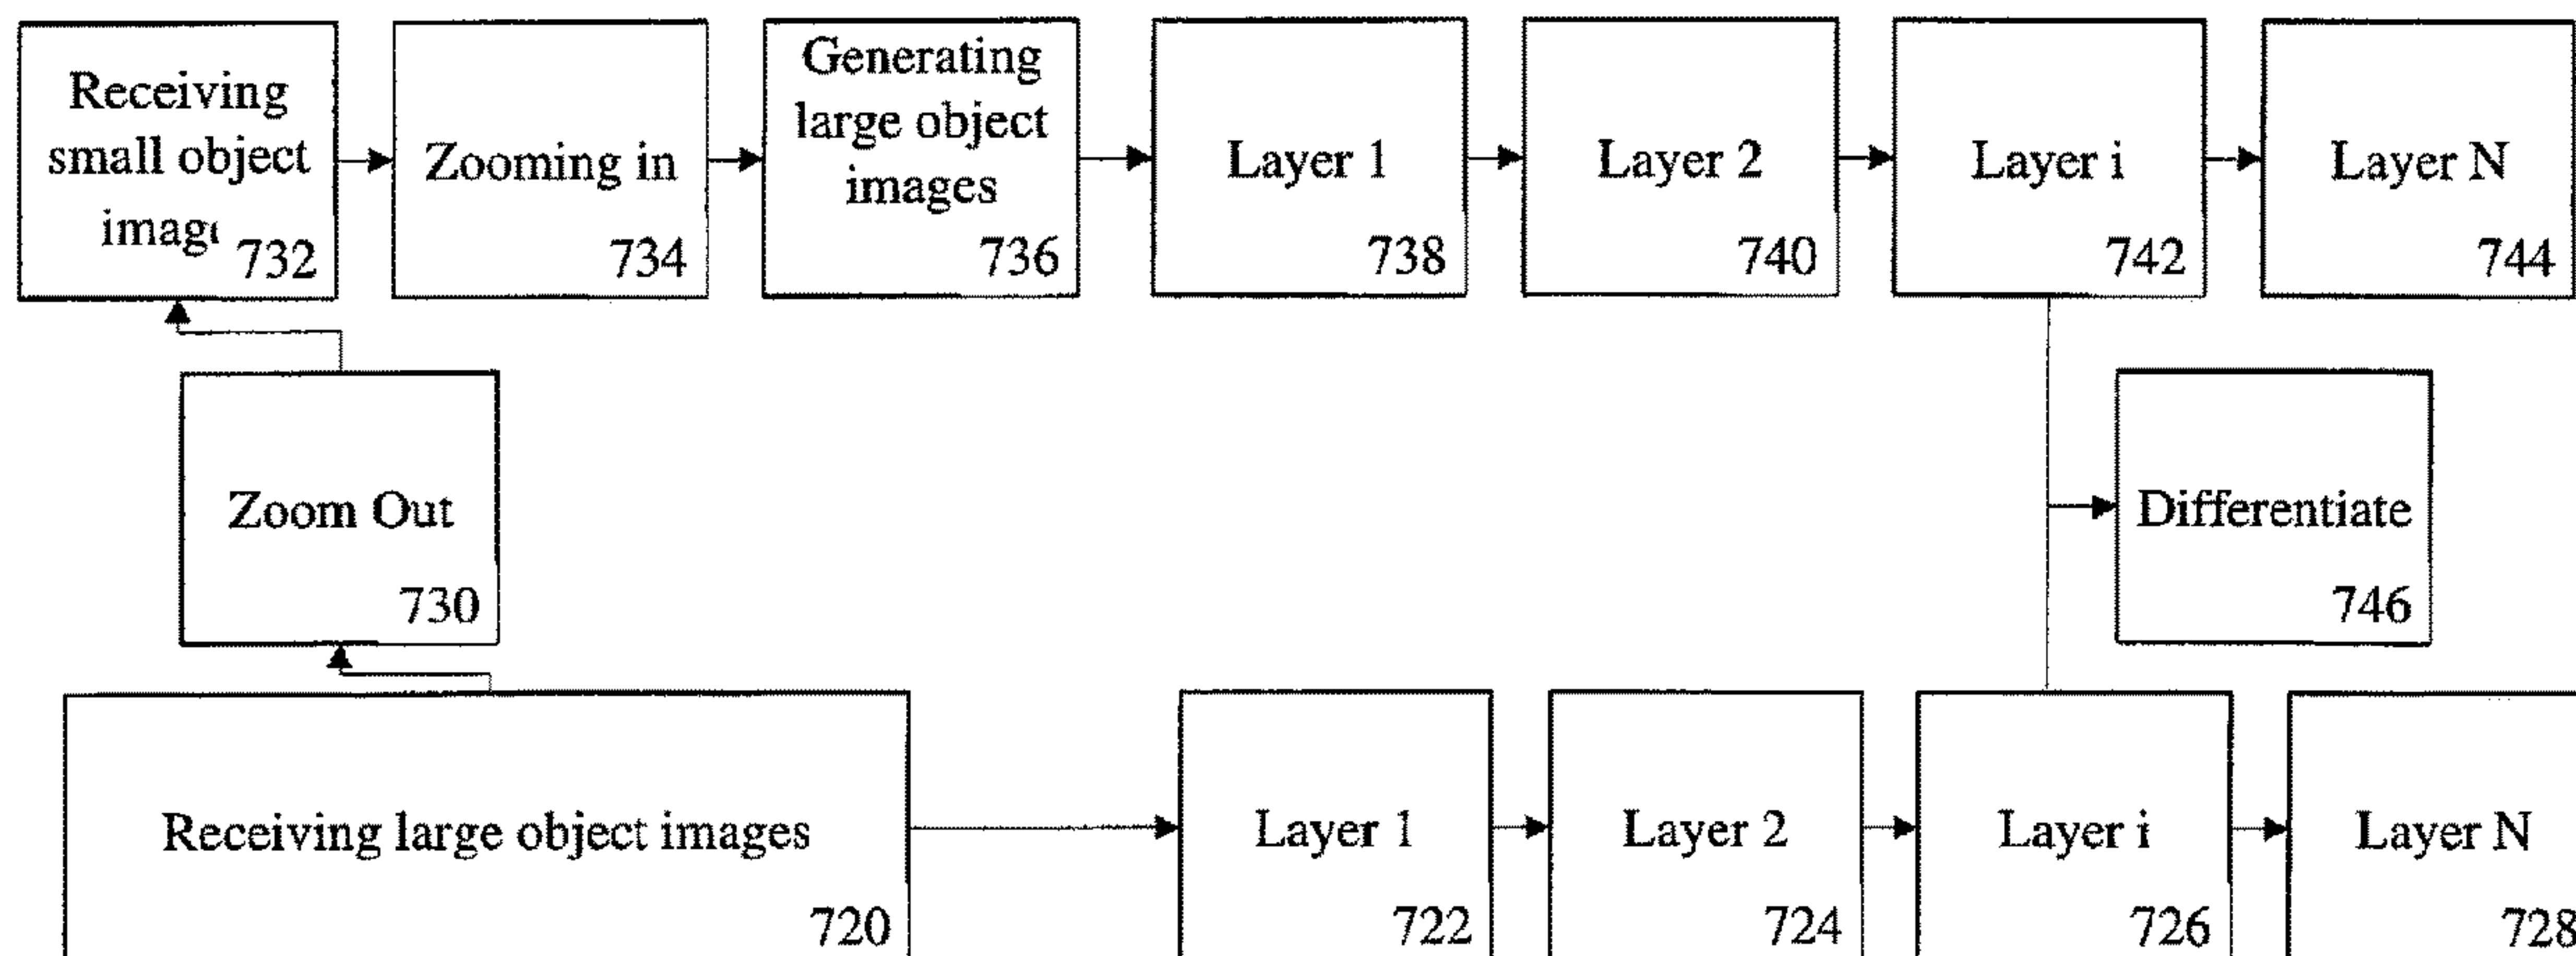 Receiving
small object
732
Zooming in
734
Generating
large object
images
736
Layer 1
738
Layer 2
740
Layer i
742
Layer N
744
Zoom Out
730
Differentiate
746
Receiving large object images
720
Layer 1
722
Layer 2
724
Layer i
726
Layer N
728